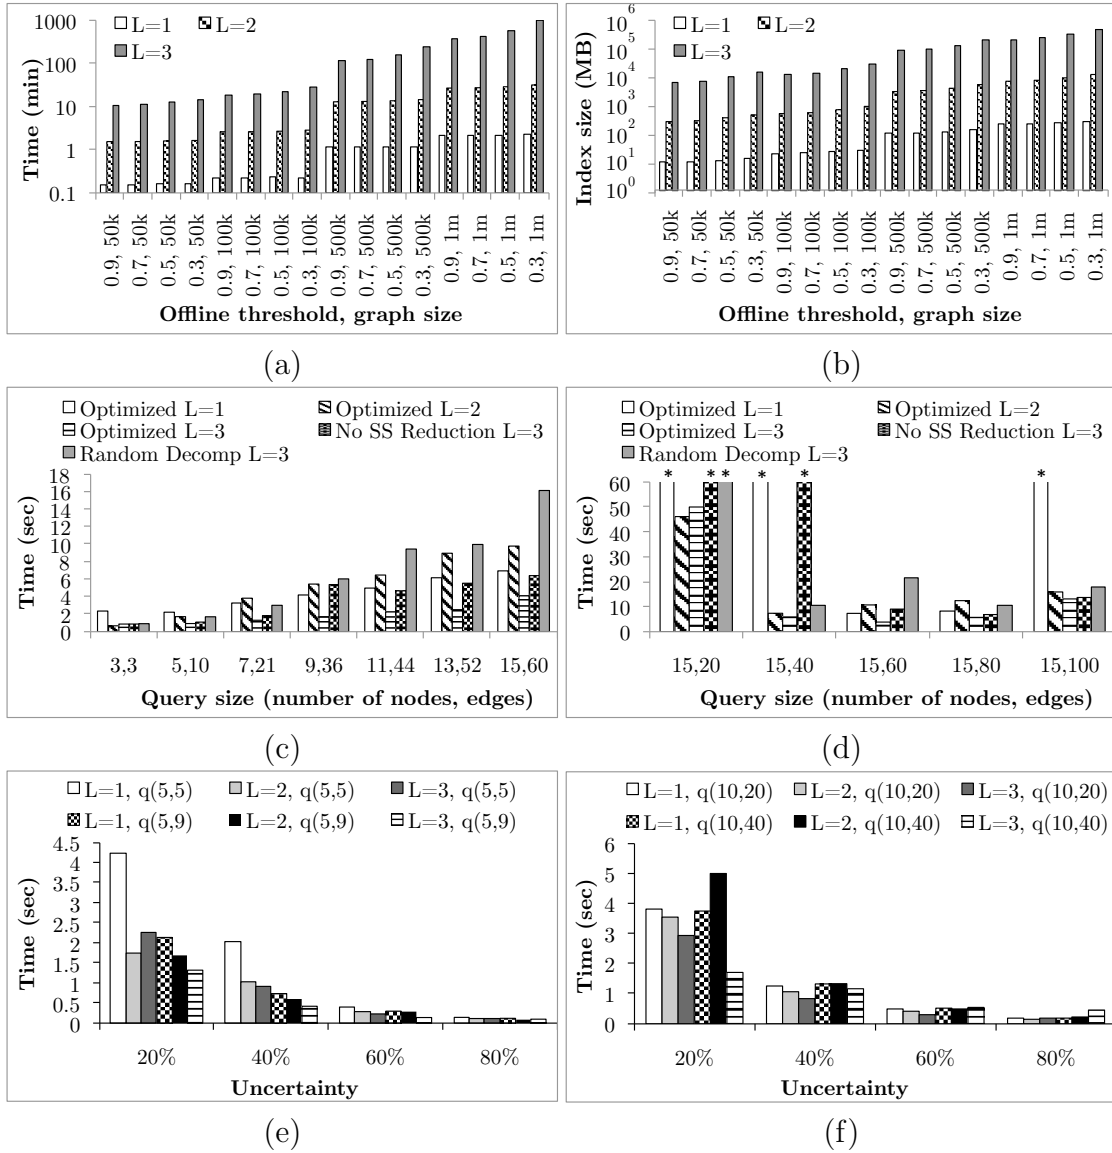 L=1 L=2
L=3
Time (min)
1000
100
10
1
0.1
0.9, 50k
0.7, 50k
0.5, 50k
0.3, 50k
0.9, 100k
0.7, 100k
0.5, 100k
0.3, 100k
0.9, 500k
0.7, 500k
0.5, 500k
0.3, 500k
0.9, 1m
0.7, 1m
0.5, 1m
0.3, 1m
Offline threshold, graph size
(a)
L=1 L=2
L=3
Index size (MB)
10^6
10^5
10^4
10^3
10^2
10^1
10^0
0.9, 50k
0.7, 50k
0.5, 50k
0.3, 50k
0.9, 100k
0.7, 100k
0.5, 100k
0.3, 100k
0.9, 500k
0.7, 500k
0.5, 500k
0.3, 500k
0.9, 1m
0.7, 1m
0.5, 1m
0.3, 1m
Offline threshold, graph size
(b)
Optimized L=1 Optimized L=2
Optimized L=3 No SS Reduction L=3
Random Decomp L=3
Time (sec)
18
16
14
12
10
8
6
4
2
0
3,3 5,10 7,21 9,36 11,44 13,52 15,60
Query size (number of nodes, edges)
(c)
Optimized L=1 Optimized L=2
Optimized L=3 No SS Reduction L=3
Random Decomp L=3
* * * * * *
Time (sec)
60
50
40
30
20
10
0
15,20 15,40 15,60 15,80 15,100
Query size (number of nodes, edges)
(d)
L=1, q(5,5) L=2, q(5,5) L=3, q(5,5)
L=1, q(5,9) L=2, q(5,9) L=3, q(5,9)
Time (sec)
4.5
4
3.5
3
2.5
2
1.5
1
0.5
0
20% 40% 60% 80%
Uncertainty
(e)
L=1, q(10,20) L=2, q(10,20) L=3, q(10,20)
L=1, q(10,40) L=2, q(10,40) L=3, q(10,40)
Time (sec)
6
5
4
3
2
1
0
20% 40% 60% 80%
Uncertainty
(f)